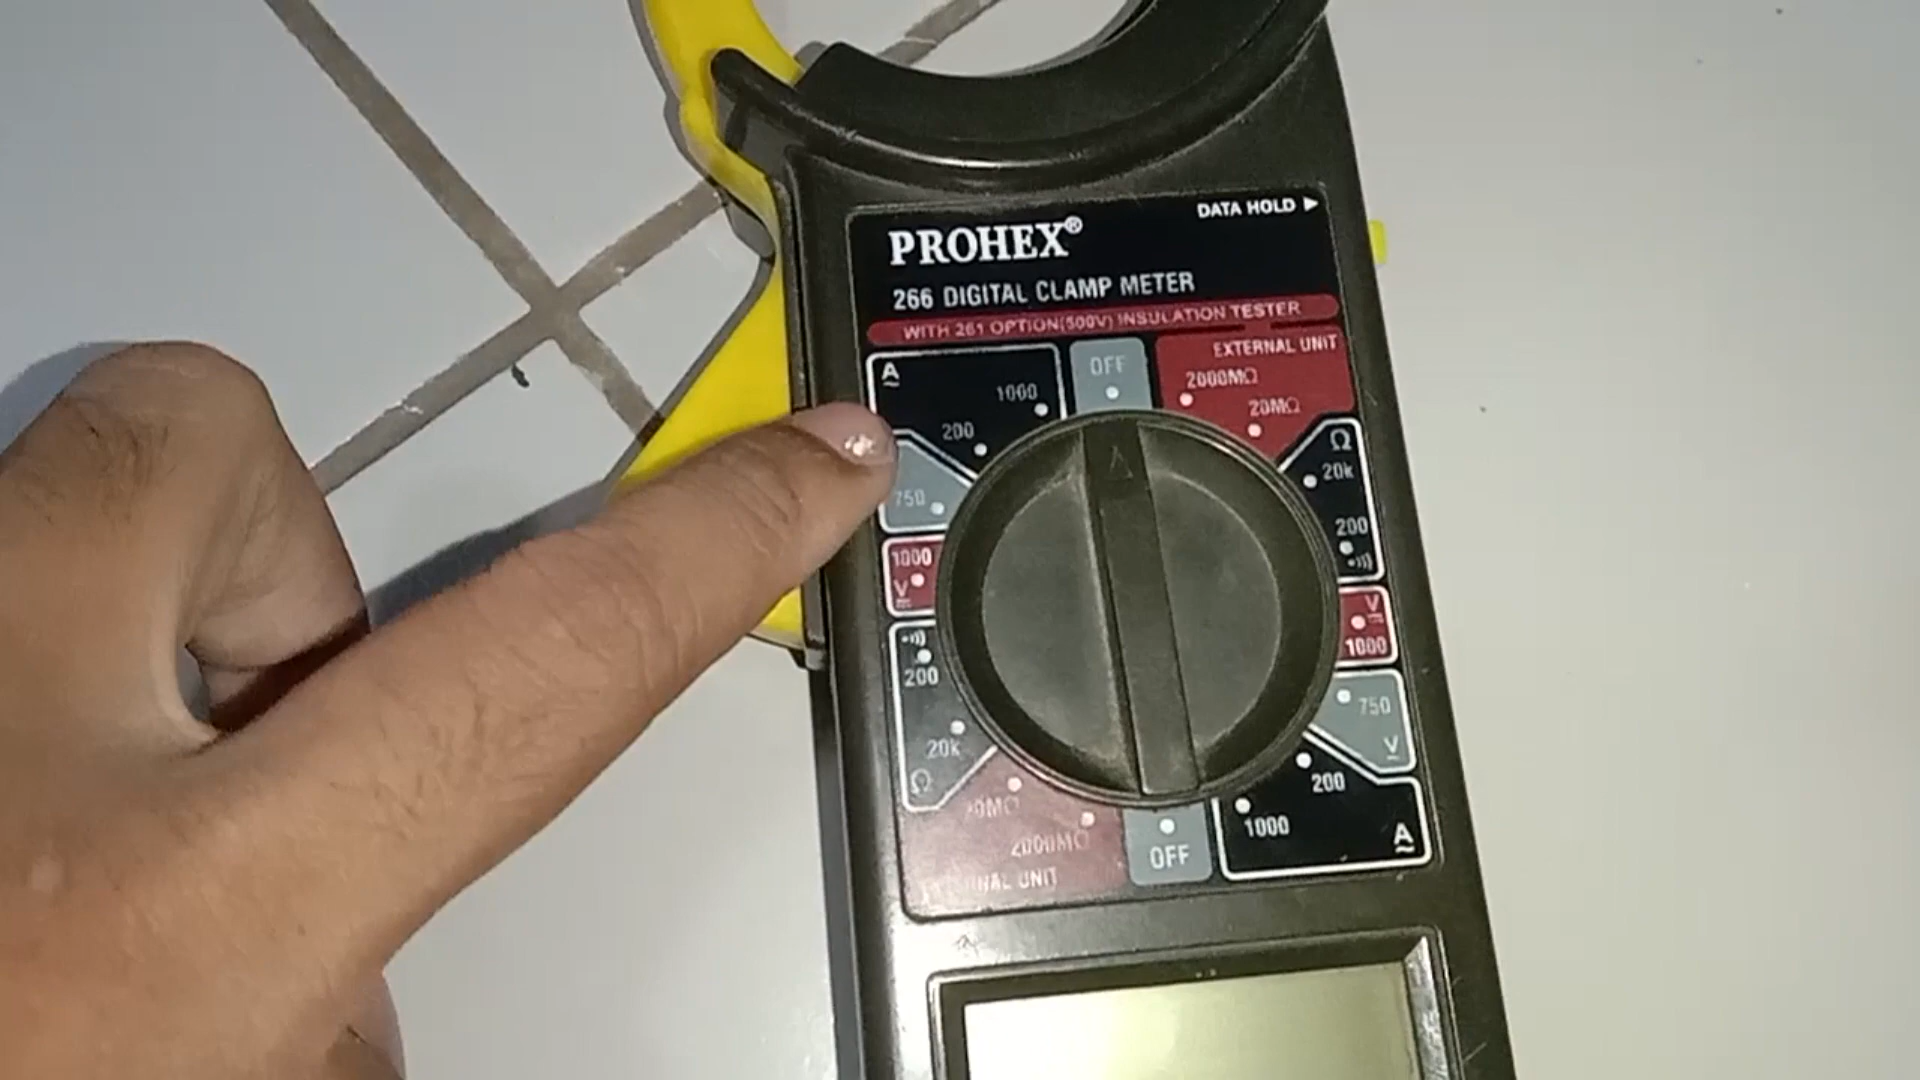 DATA HOLD ▶
PROHEX®
266 DIGITAL CLAMP METER
WITH 261 OPTION(500V) INSULATION TESTER
A
1000
200
OFF
EXTERNAL UNIT
2000MΩ
20MΩ
Ω
20k
200
V
1000
750
V
200
1000
A
OFF
750
1000
V
200
20k
Ω
2000MΩ
UNIT